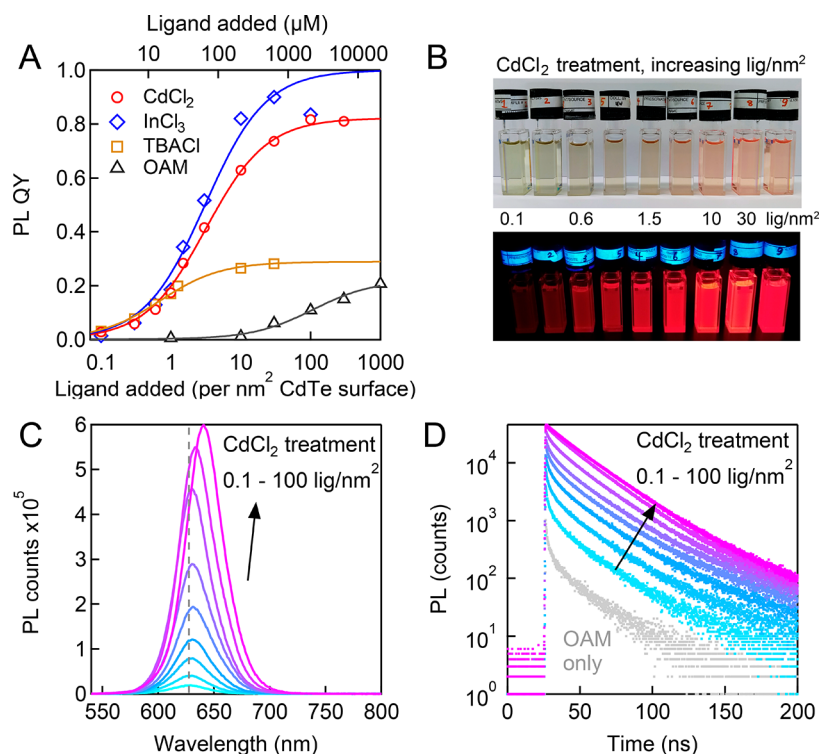 A
Ligand added (µM)
10 100 1000 10000
1.0
0.8
0.6
0.4
0.2
0.0
PL QY
CdCl₂
InCl₃
TBACl
OAM
0.1 1 10 100 1000
Ligand added (per nm² CdTe surface)
B
CdCl₂ treatment, increasing lig/nm²
0.1 0.6 1.5 10 30 lig/nm²
C
CdCl₂ treatment
0.1 - 100 lig/nm²
6
5
4
3
2
1
0
PL counts x10⁵
550 600 650 700 750 800
Wavelength (nm)
D
CdCl₂ treatment
0.1 - 100 lig/nm²
10⁴
10³
10²
10¹
10⁰
PL (counts)
OAM
only
0 50 100 150 200
Time (ns)